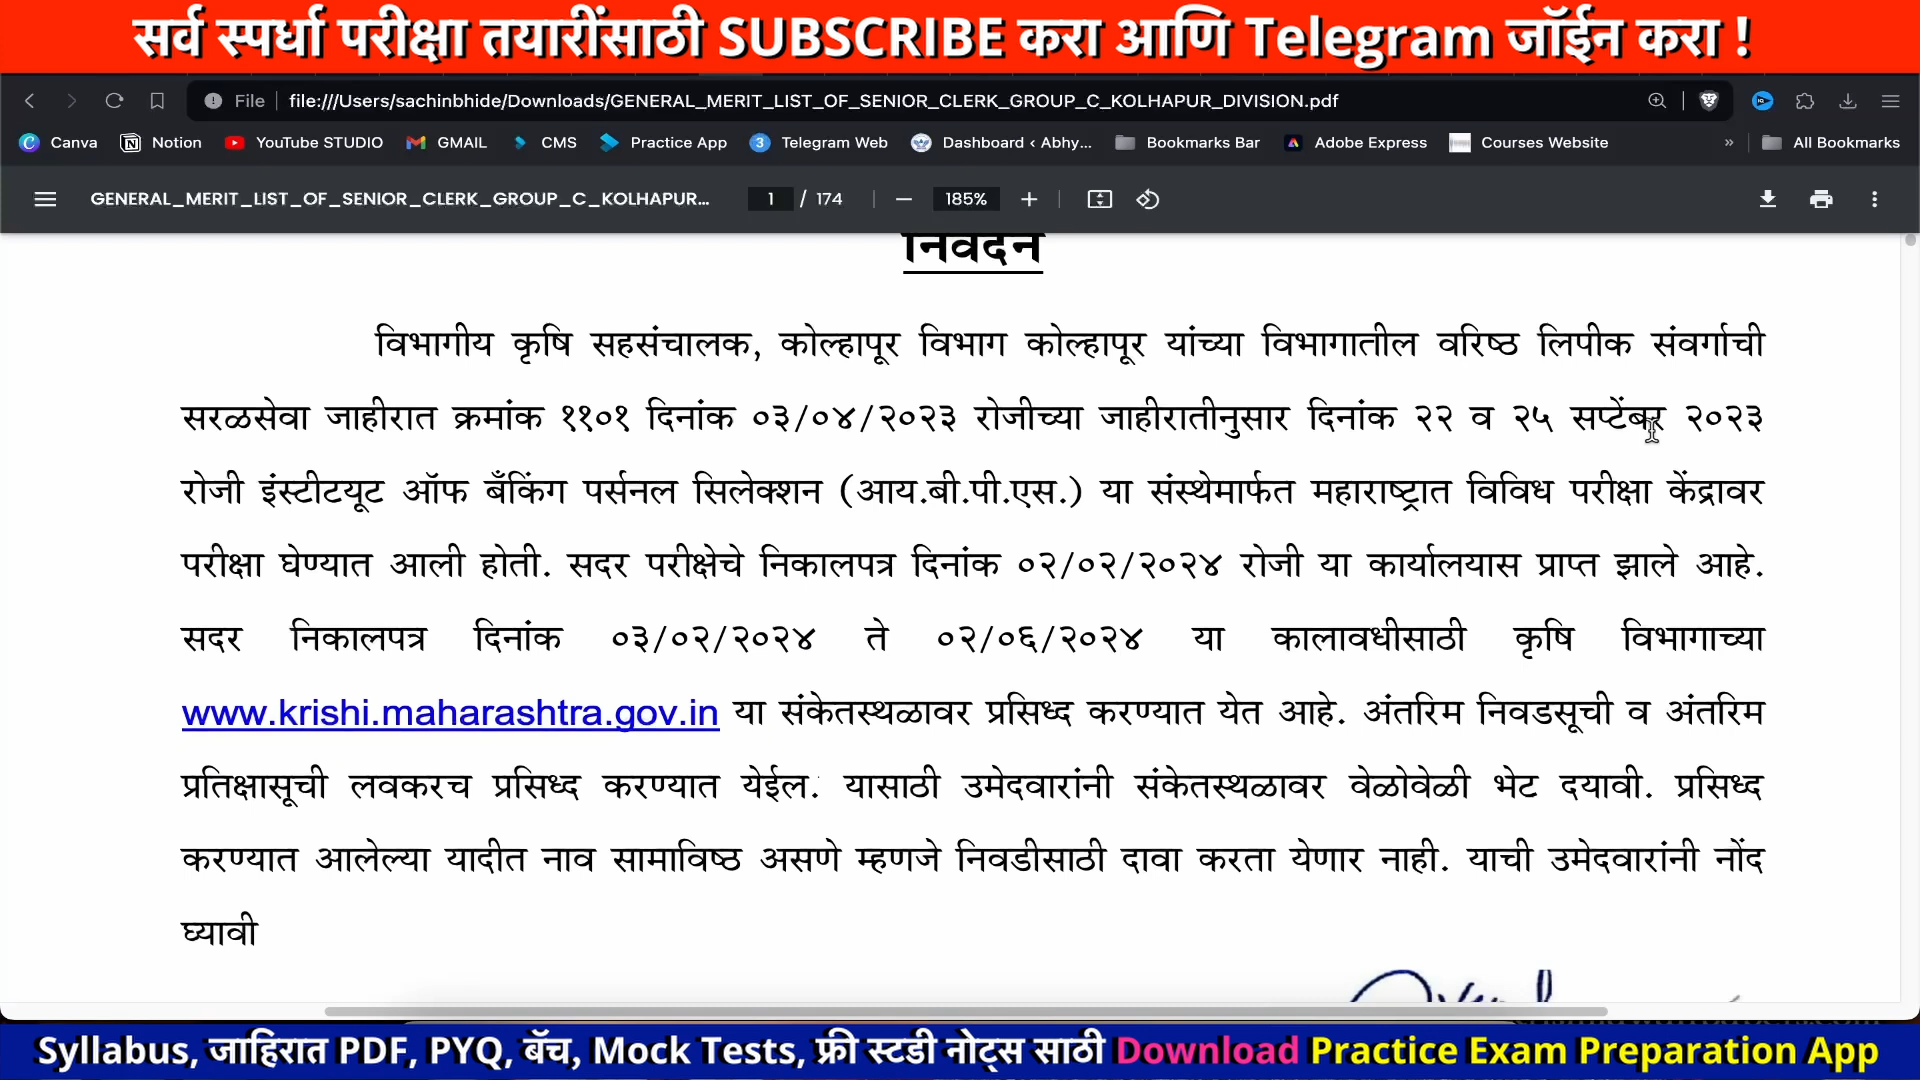 सर्व स्पर्धा परीक्षा तयारींसाठी SUBSCRIBE करा आणि Telegram जॉईन करा !
File file:///Users/sachinbhide/Downloads/GENERAL_MERIT_LIST_OF_SENIOR_CLERK_GROUP_C_KOLHAPUR_DIVISION.pdf
Canva Notion YouTube STUDIO GMAIL CMS Practice App 3 Telegram Web Dashboard < Abhy... Bookmarks Bar Adobe Express Courses Website » All Bookmarks
GENERAL_MERIT_LIST_OF_SENIOR_CLERK_GROUP_C_KOLHAPUR... 1 / 174 — 185% +
निवेदन
विभागीय कृषि सहसंचालक, कोल्हापूर विभाग कोल्हापूर यांच्या विभागातील वरिष्ठ लिपीक संवर्गाची
सरळसेवा जाहीरात क्रमांक ११०१ दिनांक ०३/०४/२०२३ रोजीच्या जाहीरातीनुसार दिनांक २२ व २५ सप्टेंबर २०२३
रोजी इंस्टीटयूट ऑफ बँकिंग पर्सनल सिलेक्शन (आय.बी.पी.एस.) या संस्थेमार्फत महाराष्ट्रात विविध परीक्षा केंद्रावर
परीक्षा घेण्यात आली होती. सदर परीक्षेचे निकालपत्र दिनांक ०२/०२/२०२४ रोजी या कार्यालयास प्राप्त झाले आहे.
सदर निकालपत्र दिनांक ०३/०२/२०२४ ते ०२/०६/२०२४ या कालावधीसाठी कृषि विभागाच्या
www.krishi.maharashtra.gov.in या संकेतस्थळावर प्रसिध्द करण्यात येत आहे. अंतरिम निवडसूची व अंतरिम
प्रतिक्षासूची लवकरच प्रसिध्द करण्यात येईल. यासाठी उमेदवारांनी संकेतस्थळावर वेळोवेळी भेट दयावी. प्रसिध्द
करण्यात आलेल्या यादीत नाव सामाविष्ठ असणे म्हणजे निवडीसाठी दावा करता येणार नाही. याची उमेदवारांनी नोंद
घ्यावी
Syllabus, जाहिरात PDF, PYQ, बॅच, Mock Tests, फ्री स्टडी नोट्स साठी Download Practice Exam Preparation App